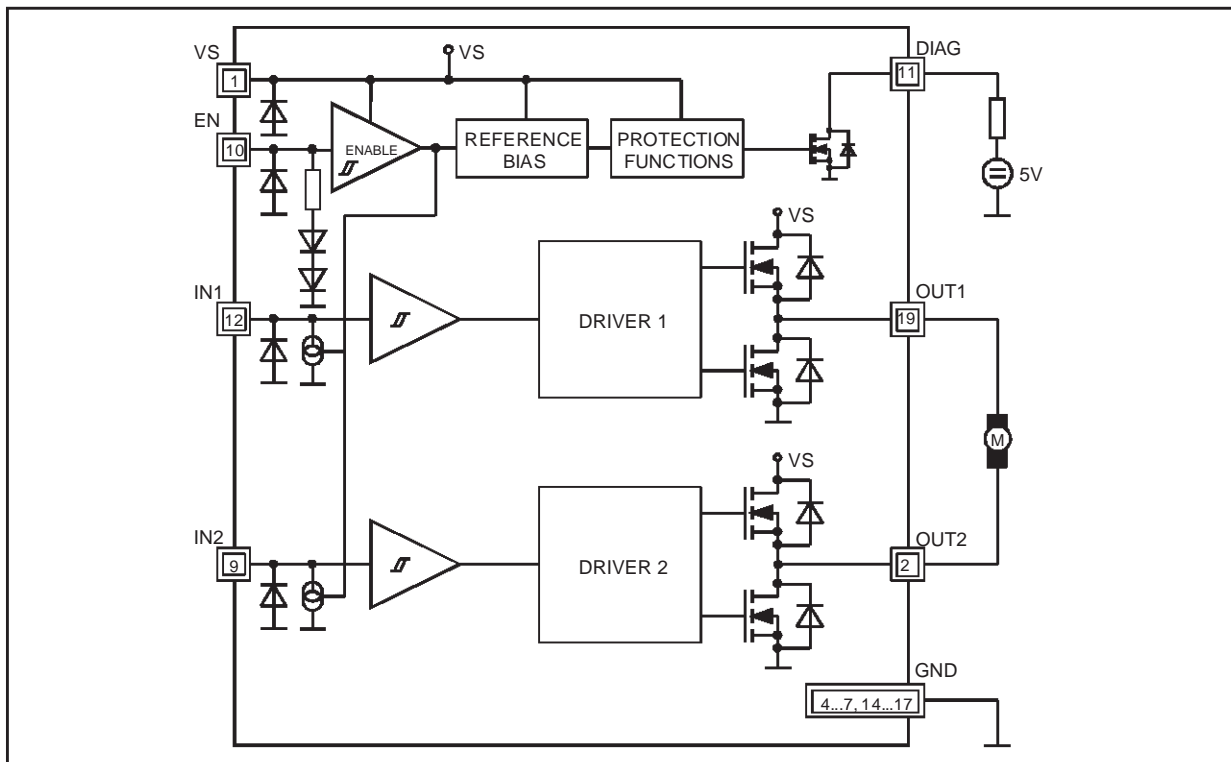 VS
VS
DIAG
1
11
EN
10
ENABLE
REFERENCE
BIAS
PROTECTION
FUNCTIONS
5V
VS
IN1
12
DRIVER 1
OUT1
19
M
VS
IN2
9
DRIVER 2
OUT2
2
GND
4...7, 14...17